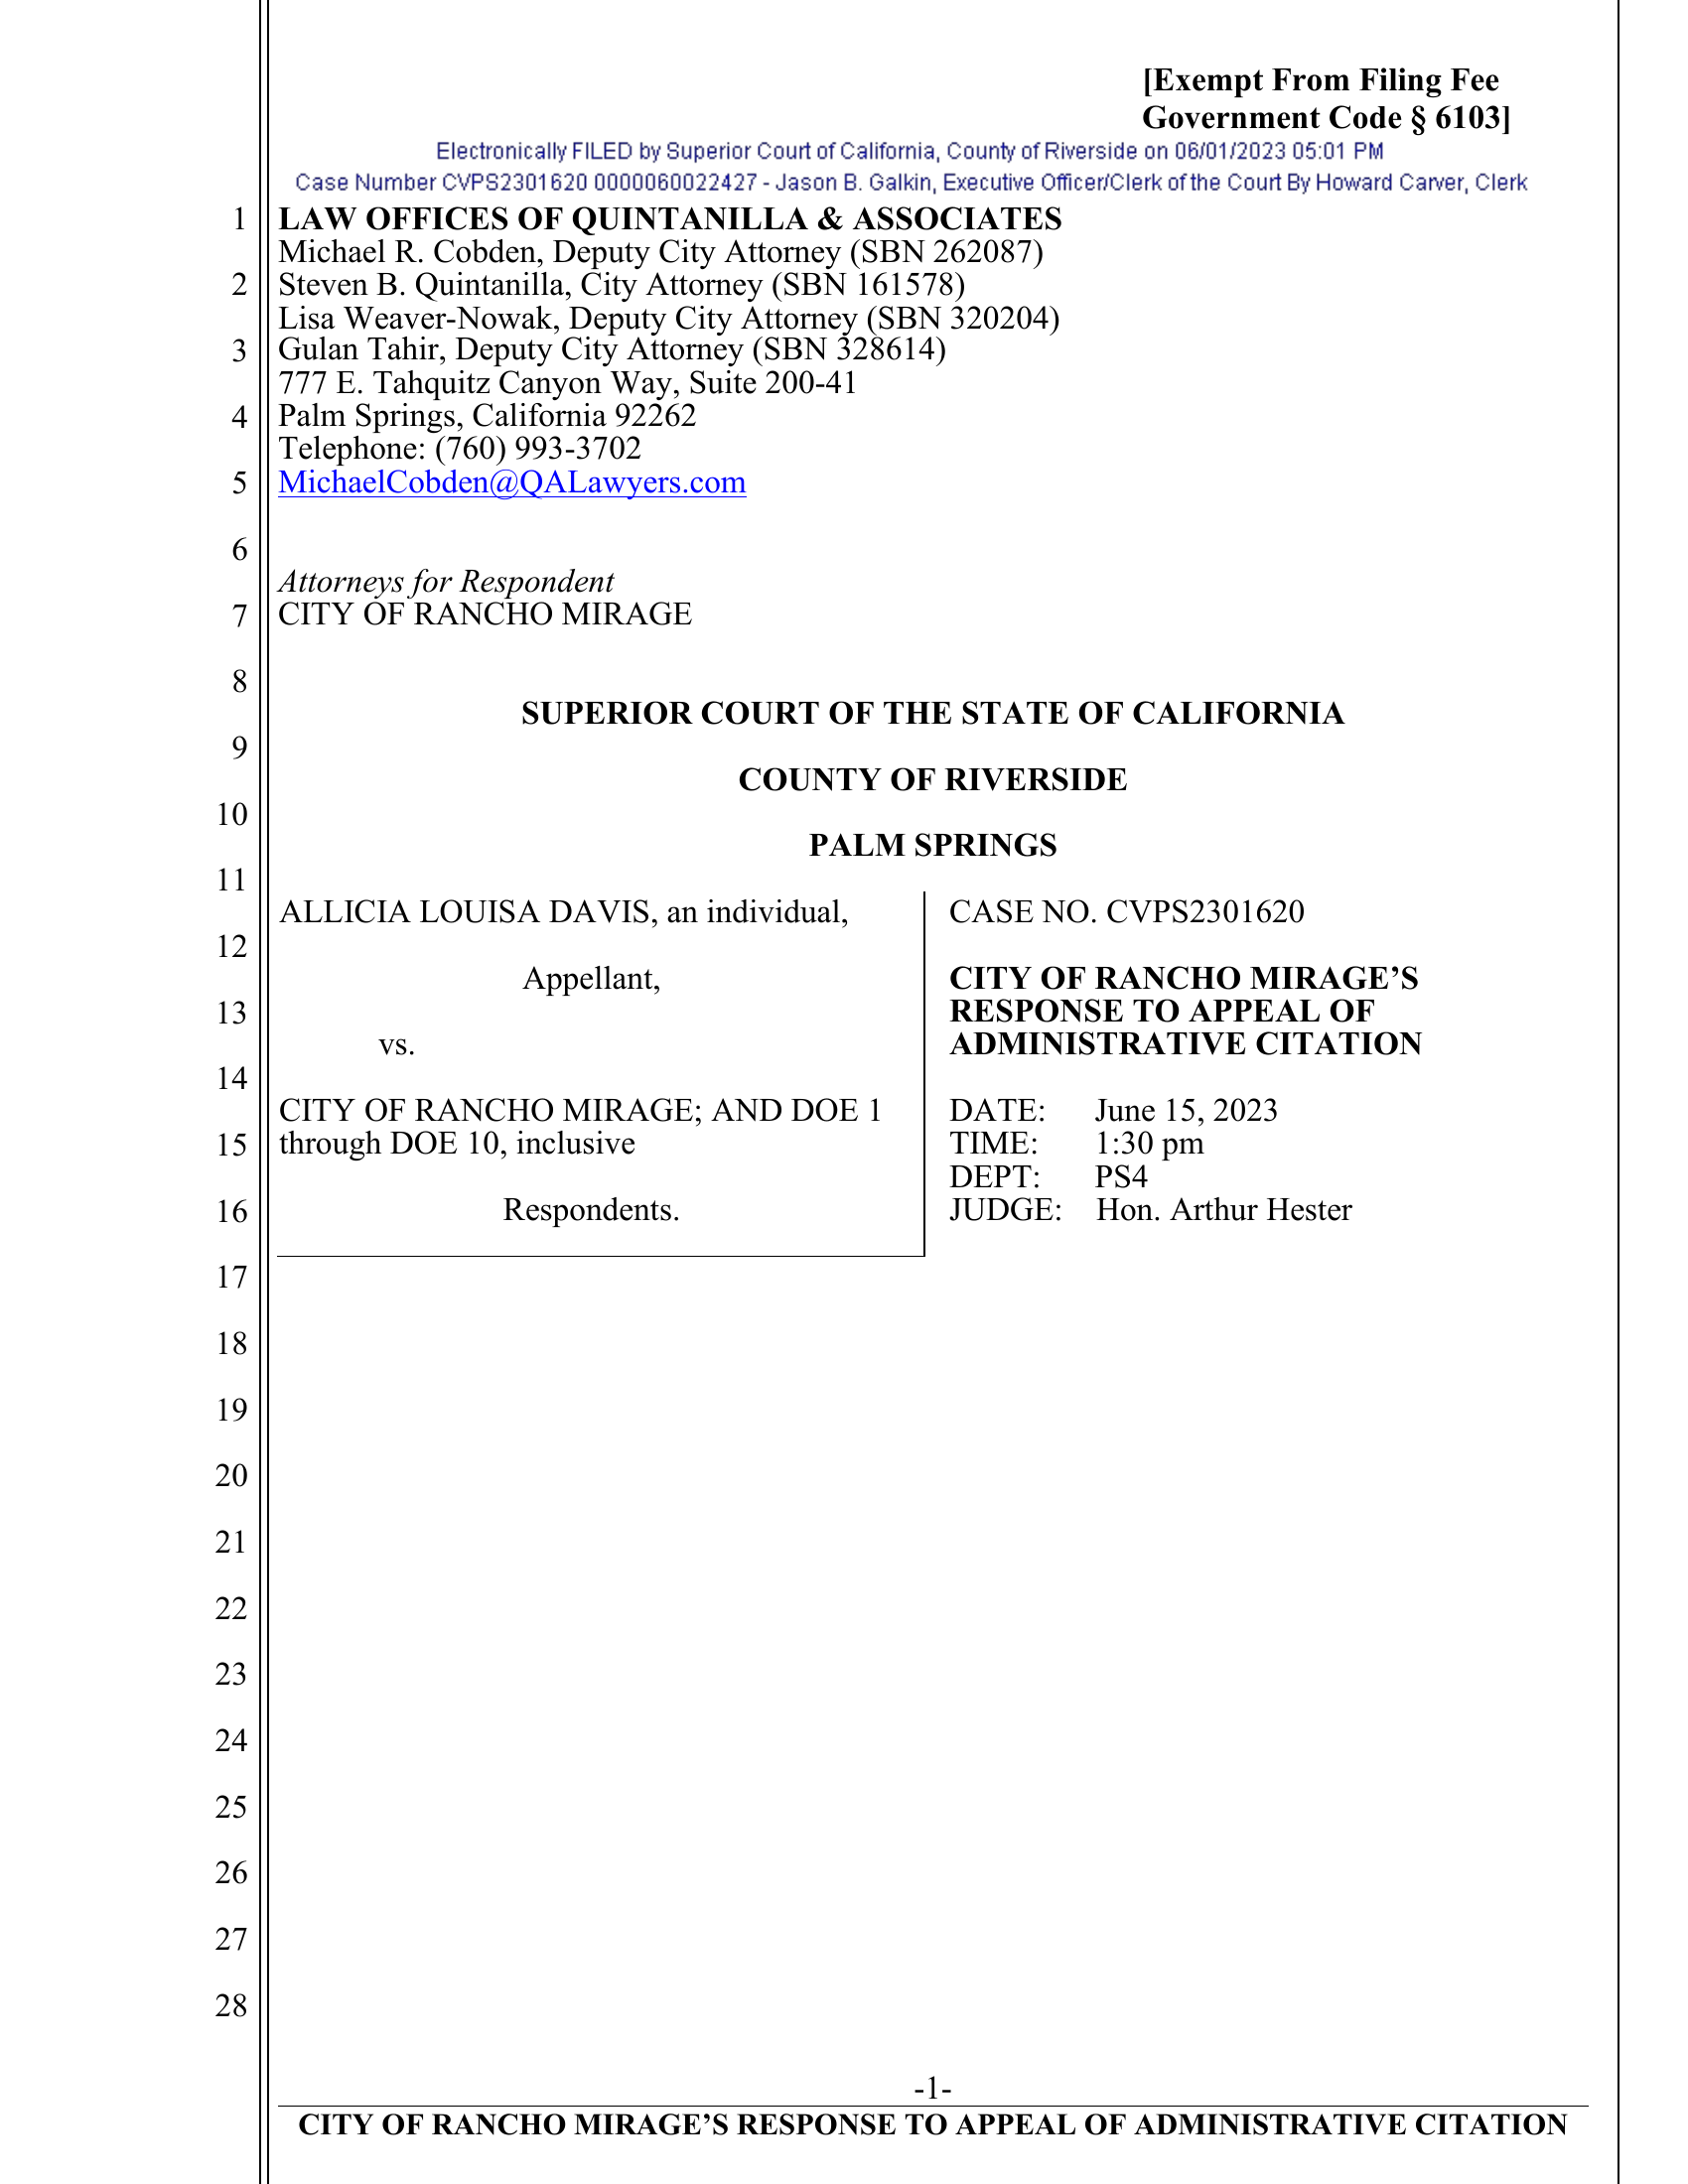 [Exempt From Filing Fee
Government Code § 6103]
Electronically FILED by Superior Court of California, County of Riverside on 06/01/2023 05:01 PM
Case Number CVPS2301620 0000060022427 - Jason B. Galkin, Executive Officer/Clerk of the Court By Howard Carver, Clerk
1 LAW OFFICES OF QUINTANILLA & ASSOCIATES
Michael R. Cobden, Deputy City Attorney (SBN 262087)
2 Steven B. Quintanilla, City Attorney (SBN 161578)
Lisa Weaver-Nowak, Deputy City Attorney (SBN 320204)
3 Gulan Tahir, Deputy City Attorney (SBN 328614)
777 E. Tahquitz Canyon Way, Suite 200-41
4 Palm Springs, California 92262
Telephone: (760) 993-3702
5 MichaelCobden@QALawyers.com
6
Attorneys for Respondent
7 CITY OF RANCHO MIRAGE
8
SUPERIOR COURT OF THE STATE OF CALIFORNIA
9
COUNTY OF RIVERSIDE
10
PALM SPRINGS
11
ALLICIA LOUISA DAVIS, an individual,
12
Appellant,
13
vs.
14
CITY OF RANCHO MIRAGE; AND DOE 1
15 through DOE 10, inclusive
16 Respondents.
CASE NO. CVPS2301620
CITY OF RANCHO MIRAGE'S
RESPONSE TO APPEAL OF
ADMINISTRATIVE CITATION
DATE: June 15, 2023
TIME: 1:30 pm
DEPT: PS4
JUDGE: Hon. Arthur Hester
17
18
19
20
21
22
23
24
25
26
27
28
-1-
CITY OF RANCHO MIRAGE'S RESPONSE TO APPEAL OF ADMINISTRATIVE CITATION